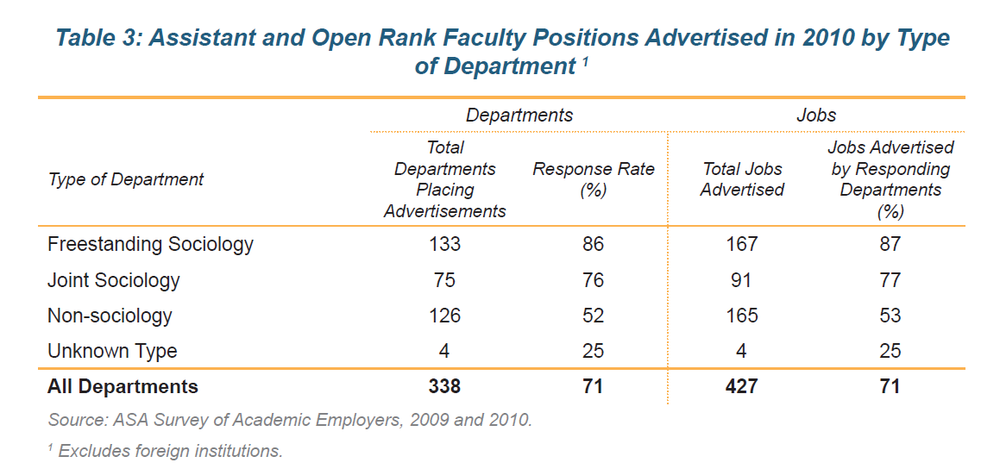 Table 3: Assistant and Open Rank Faculty Positions Advertised in 2010 by Type
of Department 1
Departments Jobs
Type of Department Total Departments Placing Advertisements Response Rate (%) Total Jobs Advertised Jobs Advertised by Responding Departments (%)
Freestanding Sociology 133 86 167 87
Joint Sociology 75 76 91 77
Non-sociology 126 52 165 53
Unknown Type 4 25 4 25
All Departments 338 71 427 71
Source: ASA Survey of Academic Employers, 2009 and 2010.
1 Excludes foreign institutions.